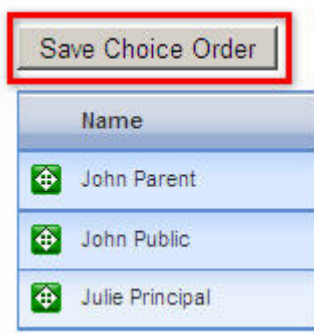 Save Choice Order
Name
John Parent
John Public
Julie Principal